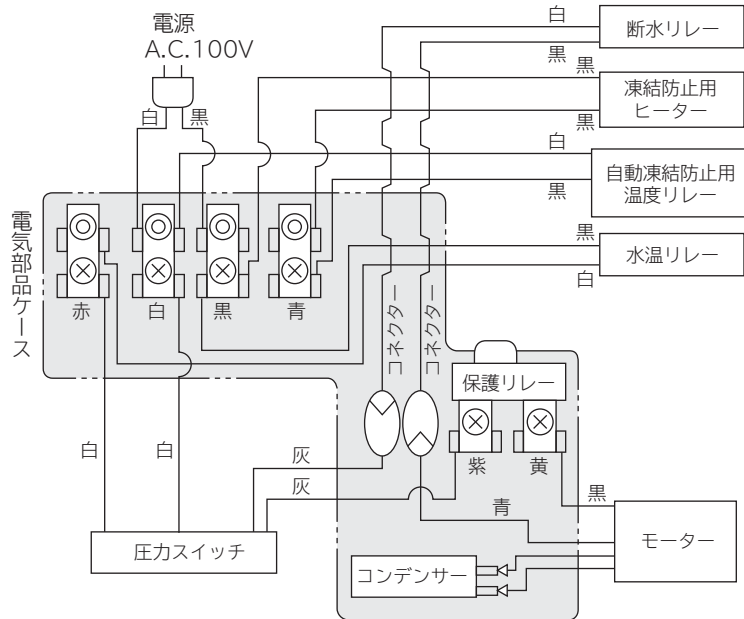 電源
A.C.100V
白
黒
白
断水リレー
黒
黒
凍結防止用
ヒーター
黒
白
自動凍結防止用
温度リレー
黒
黒
水温リレー
白
電気部品ケース
赤
白
黒
青
コネクター
コネクター
保護リレー
紫
黄
白
白
灰
灰
青
黒
圧力スイッチ
モーター
コンデンサー